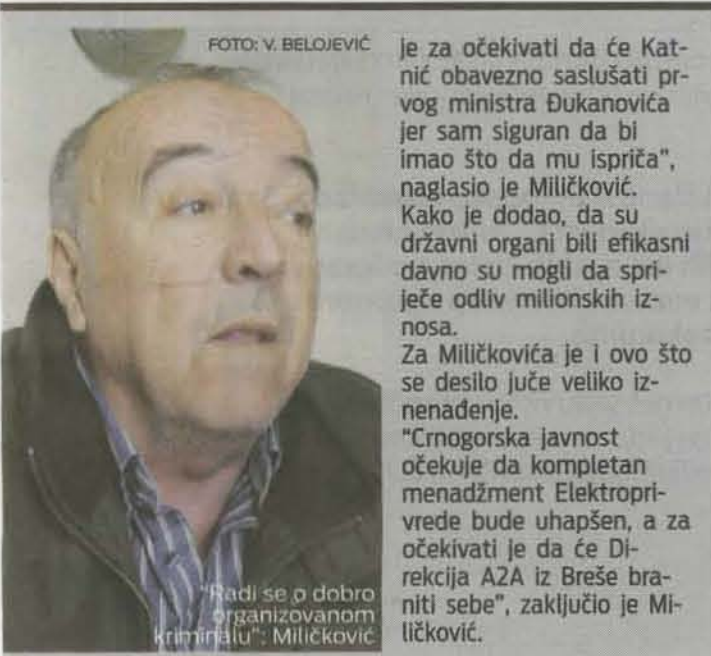 FOTO: V. BELOJEVIĆ
"Radi se o dobro
organizovanom
kriminalu": Miličković
je za očekivati da će Kat-
nić obavezno saslušati pr-
vog ministra Đukanovića
jer sam siguran da bi
imao što da mu ispriča",
naglasio je Miličković.
Kako je dodao, da su
državni organi bili efikasni
davno su mogli da spri-
ječe odliv milionskih iz-
nosa.
Za Miličkovića je i ovo što
se desilo juče veliko iz-
nenađenje.
"Crnogorska javnost
očekuje da kompletan
menadžment Elektropri-
vrede bude uhapšen, a za
očekivati je da će Di-
rekcija A2A iz Breše bra-
niti sebe", zaključio je Mi-
ličković.